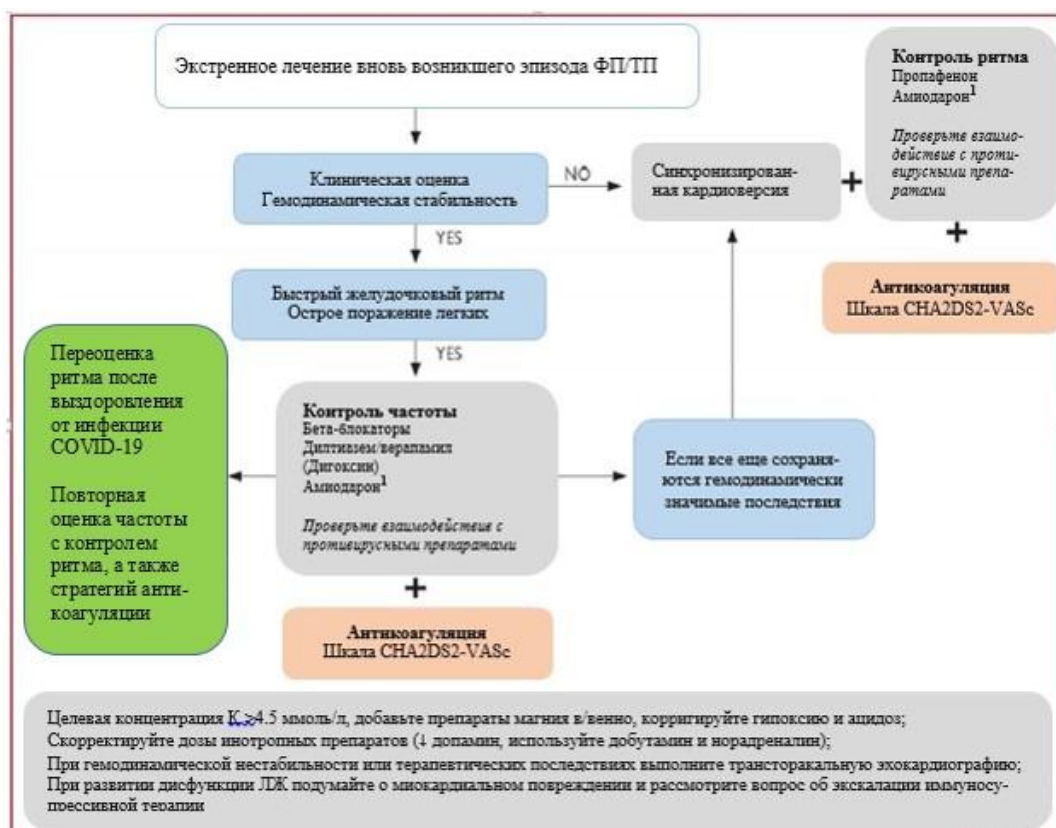 Экстренное лечение вновь возникшего эпизода ФП/ТП
Контроль ритма
Пропафенон
Амиодарон¹
Проверьте взаимо-
действие с проти-
вирусными препа-
ратами
Клиническая оценка
Гемодинамическая стабильность
NO
Синхронизирован-
ная кардиоверсия
+
+
YES
Антикоагуляция
Шкала CHA2DS2-VASc
Быстрый желудочковый ритм
Острое поражение легких
YES
Переоценка
ритма после
выздоровления
от инфекции
COVID-19
Повторная
оценка частоты
с контролем
ритма, а также
стратегий анти-
коагуляции
Контроль частоты
Бета-блокаторы
Дилтиазем/верапамил
(Дигоксин)
Амиодарон¹
Проверьте взаимодействие с
противирусными препаратами
Если все еще сохраня-
ются гемодинамически
значимые последствия
+
Антикоагуляция
Шкала CHA2DS2-VASc
Целевая концентрация К ≥4.5 ммоль/л, добавьте препараты магния в/венно, корригируйте гипоксию и ацидоз;
Скорректируйте дозы инотропных препаратов (↓ допамин, используйте добутамин и норадреналин);
При гемодинамической нестабильности или терапевтических последствиях выполните трансторакальную эхокардиографию;
При развитии дисфункции ЛЖ подумайте о миокардиальном повреждении и рассмотрите вопрос об экскалации иммуносу-
прессивной терапии